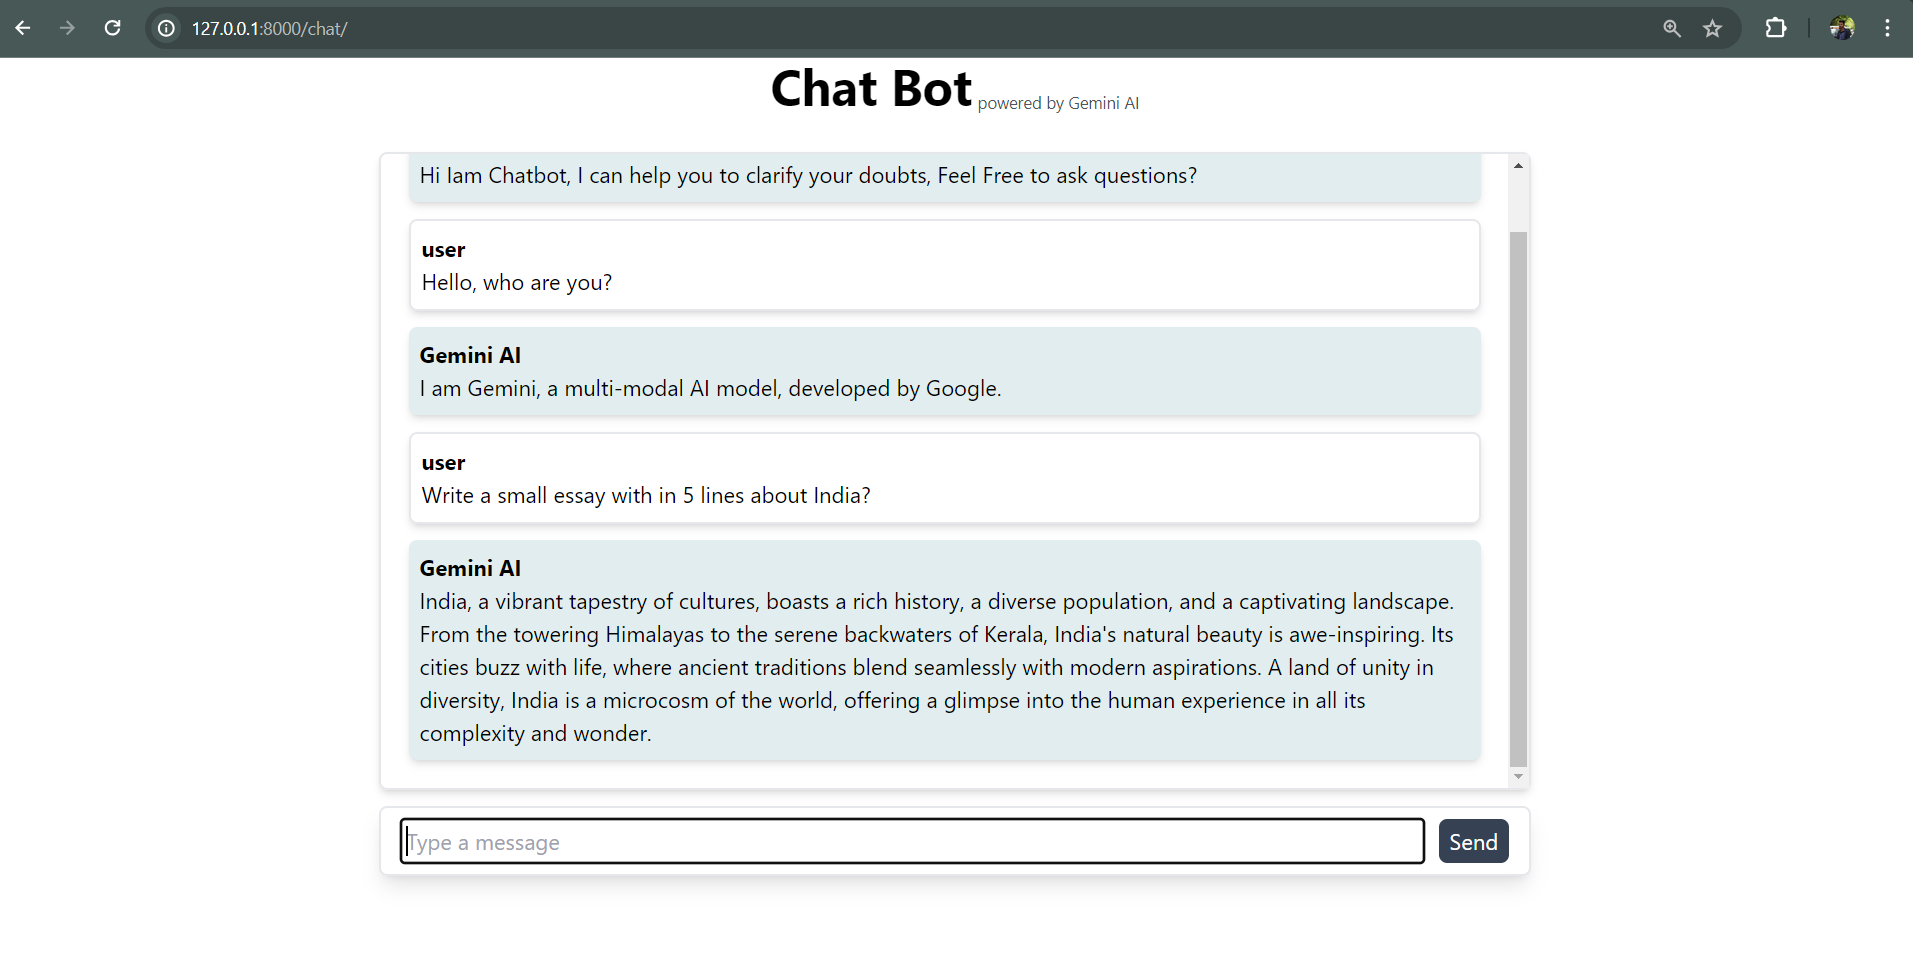 127.0.0.1:8000/chat/
Chat Bot powered by Gemini AI
Hi Iam Chatbot, I can help you to clarify your doubts, Feel Free to ask questions?
user
Hello, who are you?
Gemini AI
I am Gemini, a multi-modal AI model, developed by Google.
user
Write a small essay with in 5 lines about India?
Gemini AI
India, a vibrant tapestry of cultures, boasts a rich history, a diverse population, and a captivating landscape.
From the towering Himalayas to the serene backwaters of Kerala, India's natural beauty is awe-inspiring. Its
cities buzz with life, where ancient traditions blend seamlessly with modern aspirations. A land of unity in
diversity, India is a microcosm of the world, offering a glimpse into the human experience in all its
complexity and wonder.
Type a message
Send